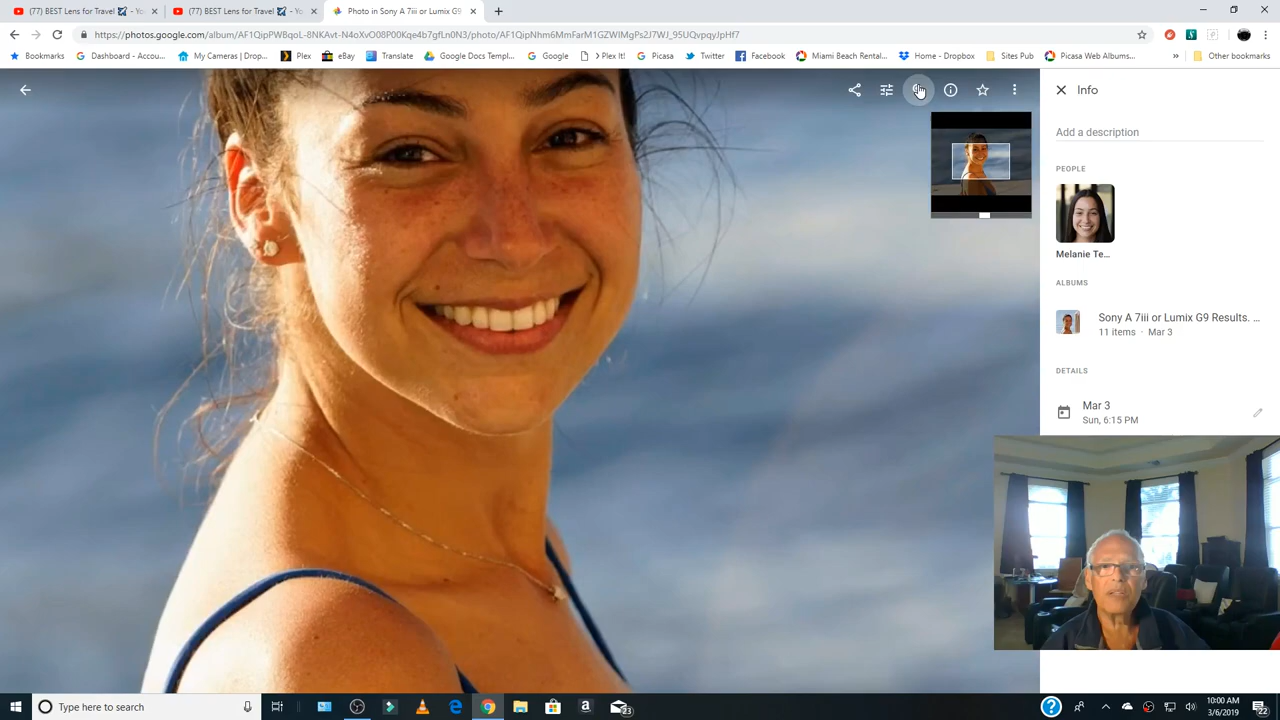 (77) BEST Lens for Travel - Yo
(77) BEST Lens for Travel - Yo
Photo in Sony A 7iii or Lumix G9
https://photos.google.com/album/AF1QipPWBqoL-8NKAvt-N4oXvO08P00Kqe4b7gfLn0N3/photo/AF1QipNhm6MmFarM1GZWIMgPs2J7WJ_95UQvpqyJpHf7
Bookmarks
Dashboard - Accou...
My Cameras | Drop...
Plex
eBay
Translate
Google Docs Templ...
Google
> Plex It!
Picasa
Twitter
Facebook
Miami Beach Rental...
Home - Dropbox
Sites Pub
Picasa Web Albums...
»
Other bookmarks
Info
Add a description
PEOPLE
Melanie Te...
ALBUMS
Sony A 7iii or Lumix G9 Results. ...
11 items · Mar 3
DETAILS
Mar 3
Sun, 6:15 PM
Type here to search
23
10:00 AM
3/6/2019
22